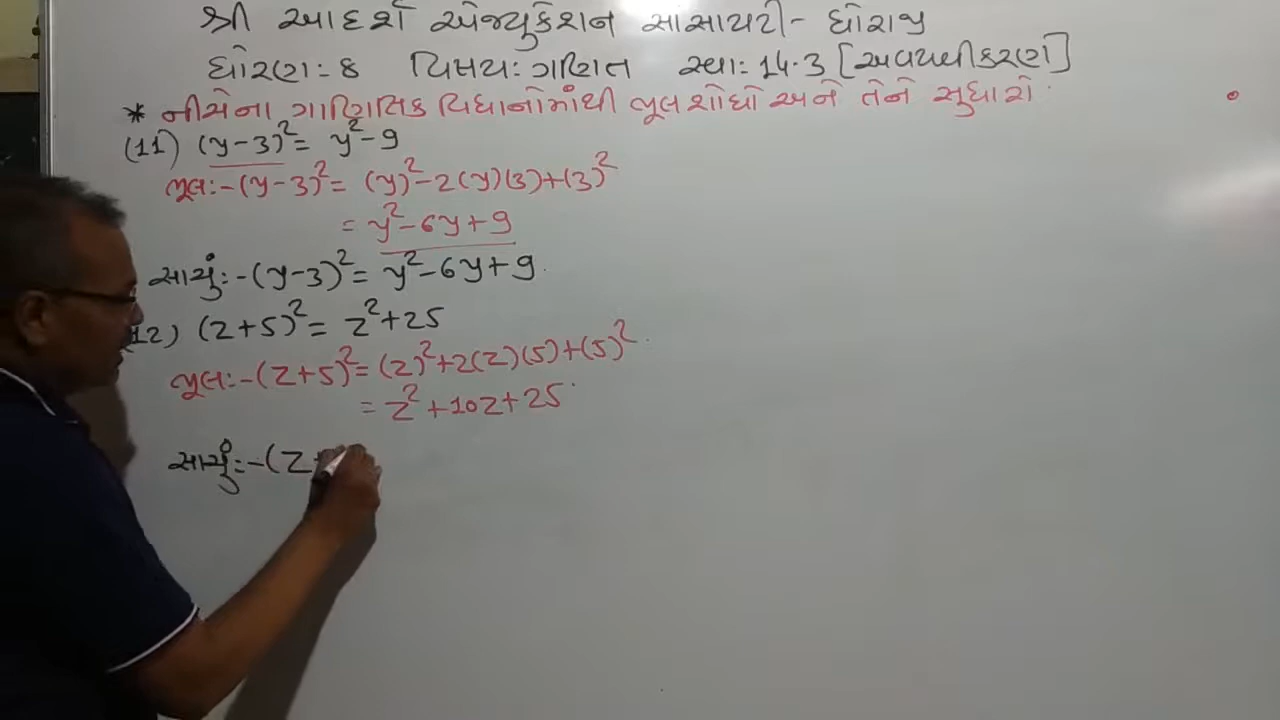 શ્રી આદર્શ એજ્યુકેશન સોસાયટી - ધોરાજી
ધોરણ: 8 વિષય: ગણિત સ્વા: 14.3 [અવયવીકરણ]
* નીચેના ગાણિતિક વિધાનોમાંથી ભૂલ શોધો અને તેને સુધારો.
(11) (y-3)² = y²-9
ભૂલ:-(y-3)² = (y)²-2(y)(3)+(3)²
= y²-6y+9
સાચું:-(y-3)² = y²-6y+9.
12) (z+5)² = z²+25
ભૂલ:-(z+5)² = (z)²+2(z)(5)+(5)².
= z²+10z+25.
સાચું:-(z+